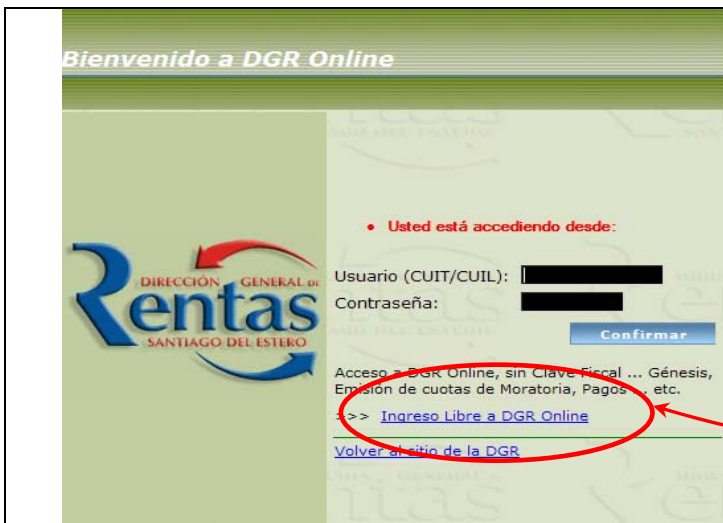 Bienvenido a DGR Online
• Usted está accediendo desde:
DIRECCIÓN GENERAL DE
Rentas
SANTIAGO DEL ESTERO
Usuario (CUIT/CUIL):
Contraseña:
Confirmar
Acceso a DGR Online, sin Clave Fiscal ... Génesis,
Emisión de cuotas de Moratoria, Pagos ... etc.
>>> Ingreso Libre a DGR Online
Volver al sitio de la DGR